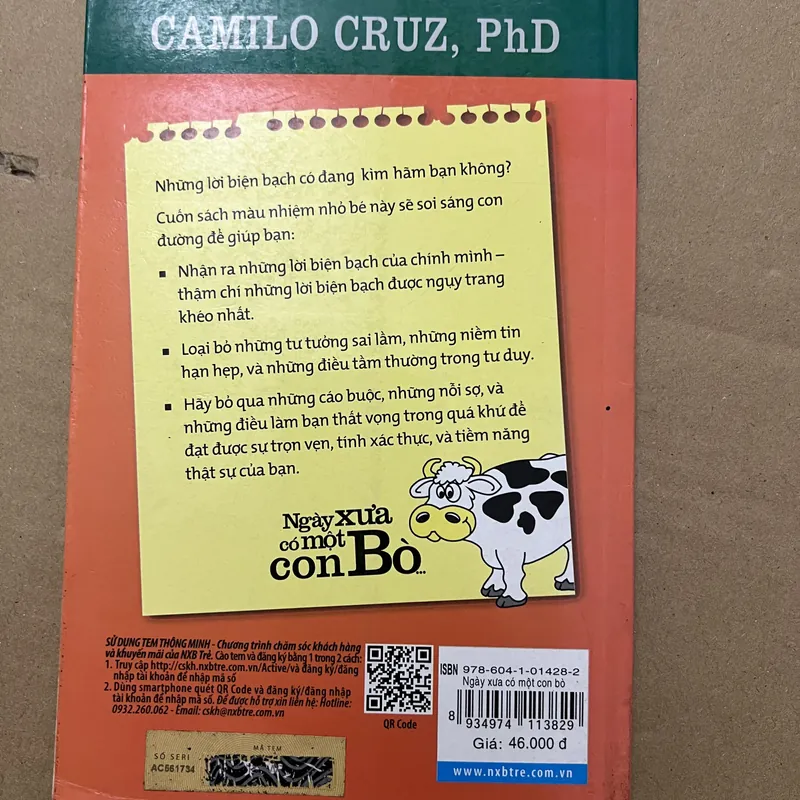 CAMILO CRUZ, PhD
Những lời biện bạch có đang kìm hãm bạn không?
Cuốn sách màu nhiệm nhỏ bé này sẽ soi sáng con
đường để giúp bạn:
▪ Nhận ra những lời biện bạch của chính mình –
thậm chí những lời biện bạch được ngụy trang
khéo nhất.
▪ Loại bỏ những tư tưởng sai lầm, những niềm tin
hạn hẹp, và những điều tầm thường trong tư duy.
▪ Hãy bỏ qua những cáo buộc, những nỗi sợ, và
những điều làm bạn thất vọng trong quá khứ để
đạt được sự trọn vẹn, tính xác thực, và tiềm năng
thật sự của bạn.
Ngày xưa
có một
con Bò...
SỬ DỤNG TEM THÔNG MINH - Chương trình chăm sóc khách hàng
và khuyến mãi của NXB Trẻ. Cào tem và đăng ký bằng 1 trong 2 cách:
1. Truy cập http://cskh.nxbtre.com.vn/Active/và đăng ký/đăng
nhập tài khoản để nhập mã số
2. Dùng smartphone quét QR Code và đăng ký/đăng nhập
tài khoản để nhập mã số. Để được hỗ trợ xin liên hệ: Hotline:
0932.260.062 - Email: cskh@nxbtre.com.vn
QR Code
MÃ TEM
SỐ SERI
AC561734
ISBN 978-604-1-01428-2
Ngày xưa có một con bò
8 934974 113829
Giá: 46.000 đ
www.nxbtre.com.vn